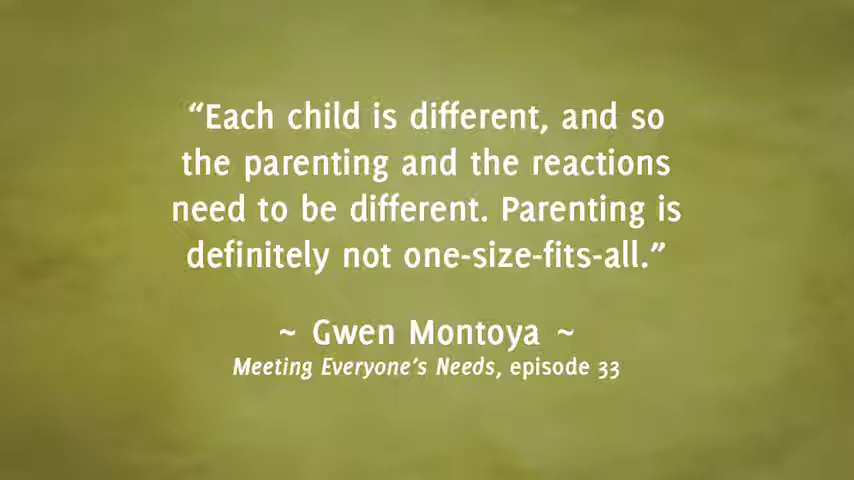 “Each child is different, and so
the parenting and the reactions
need to be different. Parenting is
definitely not one-size-fits-all.”
~ Gwen Montoya ~
Meeting Everyone’s Needs, episode 33